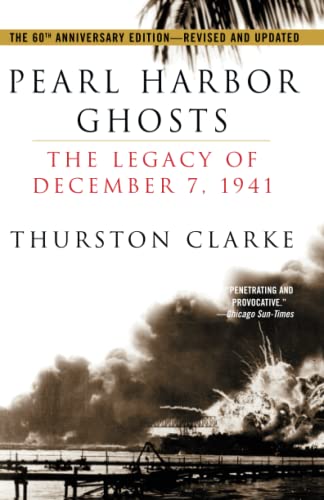 THE 60TH ANNIVERSARY EDITION—REVISED AND UPDATED
PEARL HARBOR
GHOSTS
THE LEGACY OF
DECEMBER 7, 1941
THURSTON CLARKE
"PENETRATING AND
PROVOCATIVE."
—Chicago Sun-Times